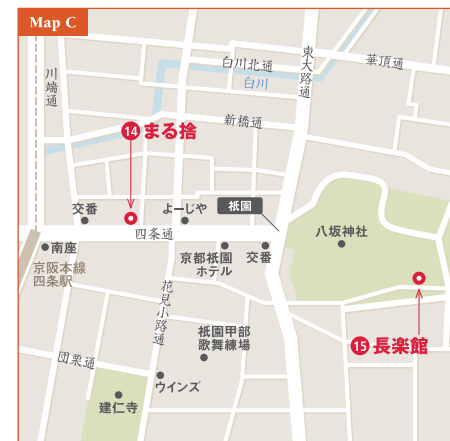 Map C
川端通
白川北通
白川
東大路通
華頂通
新橋通
14 まる捨
交番
よーじや
祇園
四条通
八坂神社
南座
京阪本線
四条駅
京都祇園
ホテル
交番
花見小路通
祇園甲部
歌舞練場
15 長楽館
団栗通
ウインズ
建仁寺